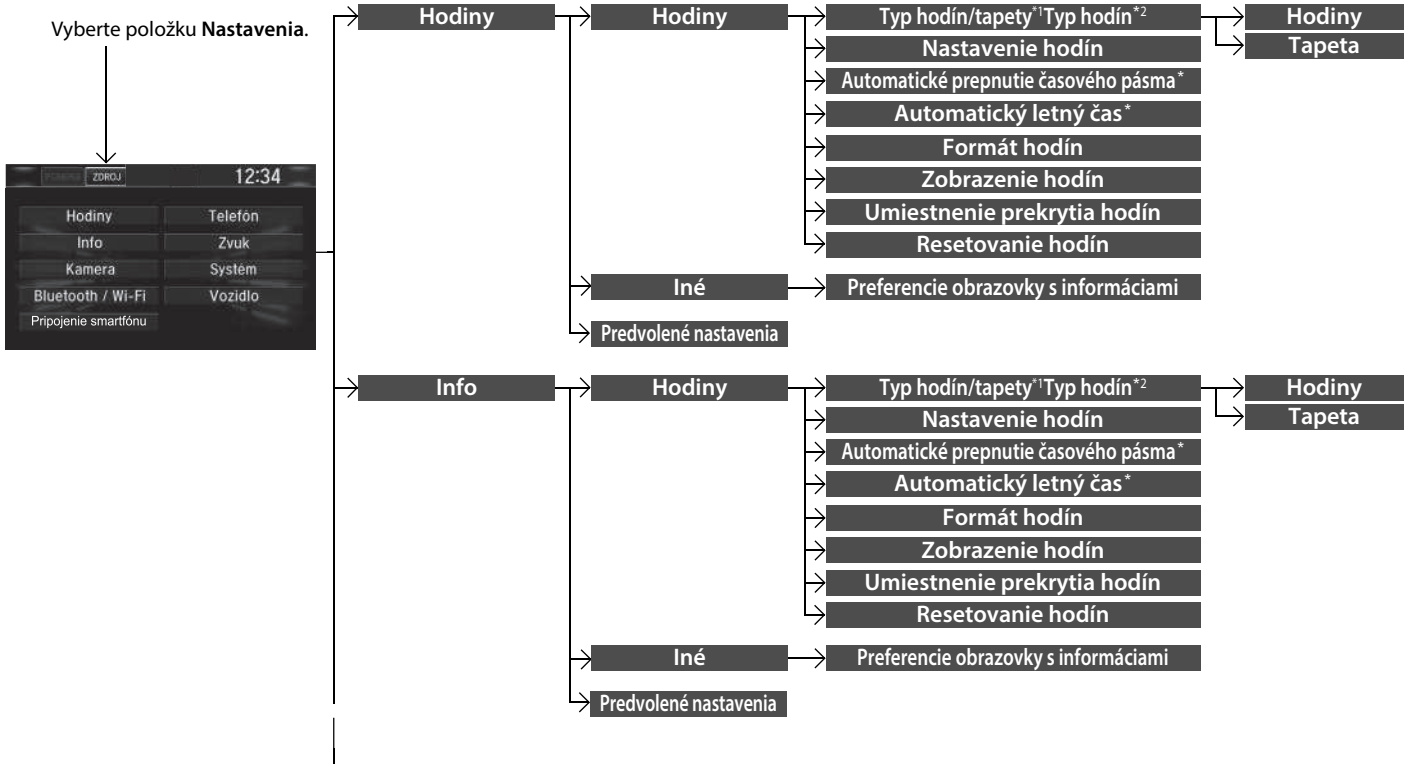 Vyberte položku Nastavenia.
ZDROJ
12:34
Hodiny
Telefón
Info
Zvuk
Kamera
Systém
Bluetooth / Wi-Fi
Vozidlo
Pripojenie smartfónu
Hodiny
Hodiny
Typ hodín/tapety*1Typ hodín*2
Hodiny
Tapeta
Nastavenie hodín
Automatické prepnutie časového pásma*
Automatický letný čas*
Formát hodín
Zobrazenie hodín
Umiestnenie prekrytia hodín
Resetovanie hodín
Iné
Preferencie obrazovky s informáciami
Predvolené nastavenia
Info
Hodiny
Typ hodín/tapety*1Typ hodín*2
Hodiny
Tapeta
Nastavenie hodín
Automatické prepnutie časového pásma*
Automatický letný čas*
Formát hodín
Zobrazenie hodín
Umiestnenie prekrytia hodín
Resetovanie hodín
Iné
Preferencie obrazovky s informáciami
Predvolené nastavenia